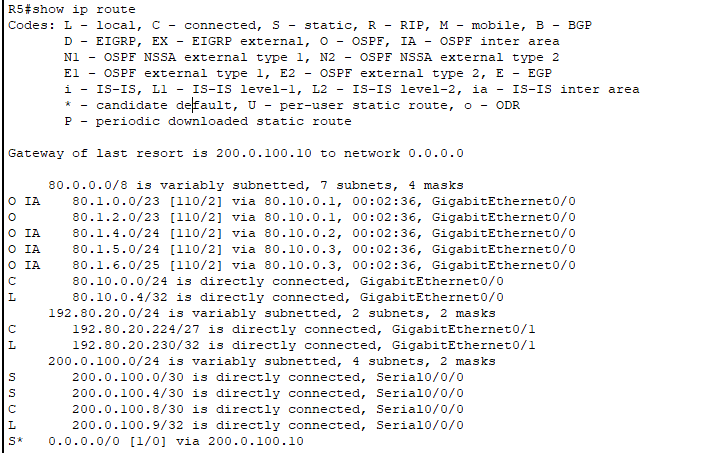 R5#show ip route
Codes: L - local, C - connected, S - static, R - RIP, M - mobile, B - BGP
       D - EIGRP, EX - EIGRP external, O - OSPF, IA - OSPF inter area
       N1 - OSPF NSSA external type 1, N2 - OSPF NSSA external type 2
       E1 - OSPF external type 1, E2 - OSPF external type 2, E - EGP
       i - IS-IS, L1 - IS-IS level-1, L2 - IS-IS level-2, ia - IS-IS inter area
       * - candidate default, U - per-user static route, o - ODR
       P - periodic downloaded static route

Gateway of last resort is 200.0.100.10 to network 0.0.0.0

     80.0.0.0/8 is variably subnetted, 7 subnets, 4 masks
O IA    80.1.0.0/23 [110/2] via 80.10.0.1, 00:02:36, GigabitEthernet0/0
O       80.1.2.0/23 [110/2] via 80.10.0.1, 00:02:36, GigabitEthernet0/0
O IA    80.1.4.0/24 [110/2] via 80.10.0.2, 00:02:36, GigabitEthernet0/0
O IA    80.1.5.0/24 [110/2] via 80.10.0.3, 00:02:36, GigabitEthernet0/0
O IA    80.1.6.0/25 [110/2] via 80.10.0.3, 00:02:36, GigabitEthernet0/0
C       80.10.0.0/24 is directly connected, GigabitEthernet0/0
L       80.10.0.4/32 is directly connected, GigabitEthernet0/0
     192.80.20.0/24 is variably subnetted, 2 subnets, 2 masks
C       192.80.20.224/27 is directly connected, GigabitEthernet0/1
L       192.80.20.230/32 is directly connected, GigabitEthernet0/1
     200.0.100.0/24 is variably subnetted, 4 subnets, 2 masks
S       200.0.100.0/30 is directly connected, Serial0/0/0
S       200.0.100.4/30 is directly connected, Serial0/0/0
C       200.0.100.8/30 is directly connected, Serial0/0/0
L       200.0.100.9/32 is directly connected, Serial0/0/0
S*   0.0.0.0/0 [1/0] via 200.0.100.10